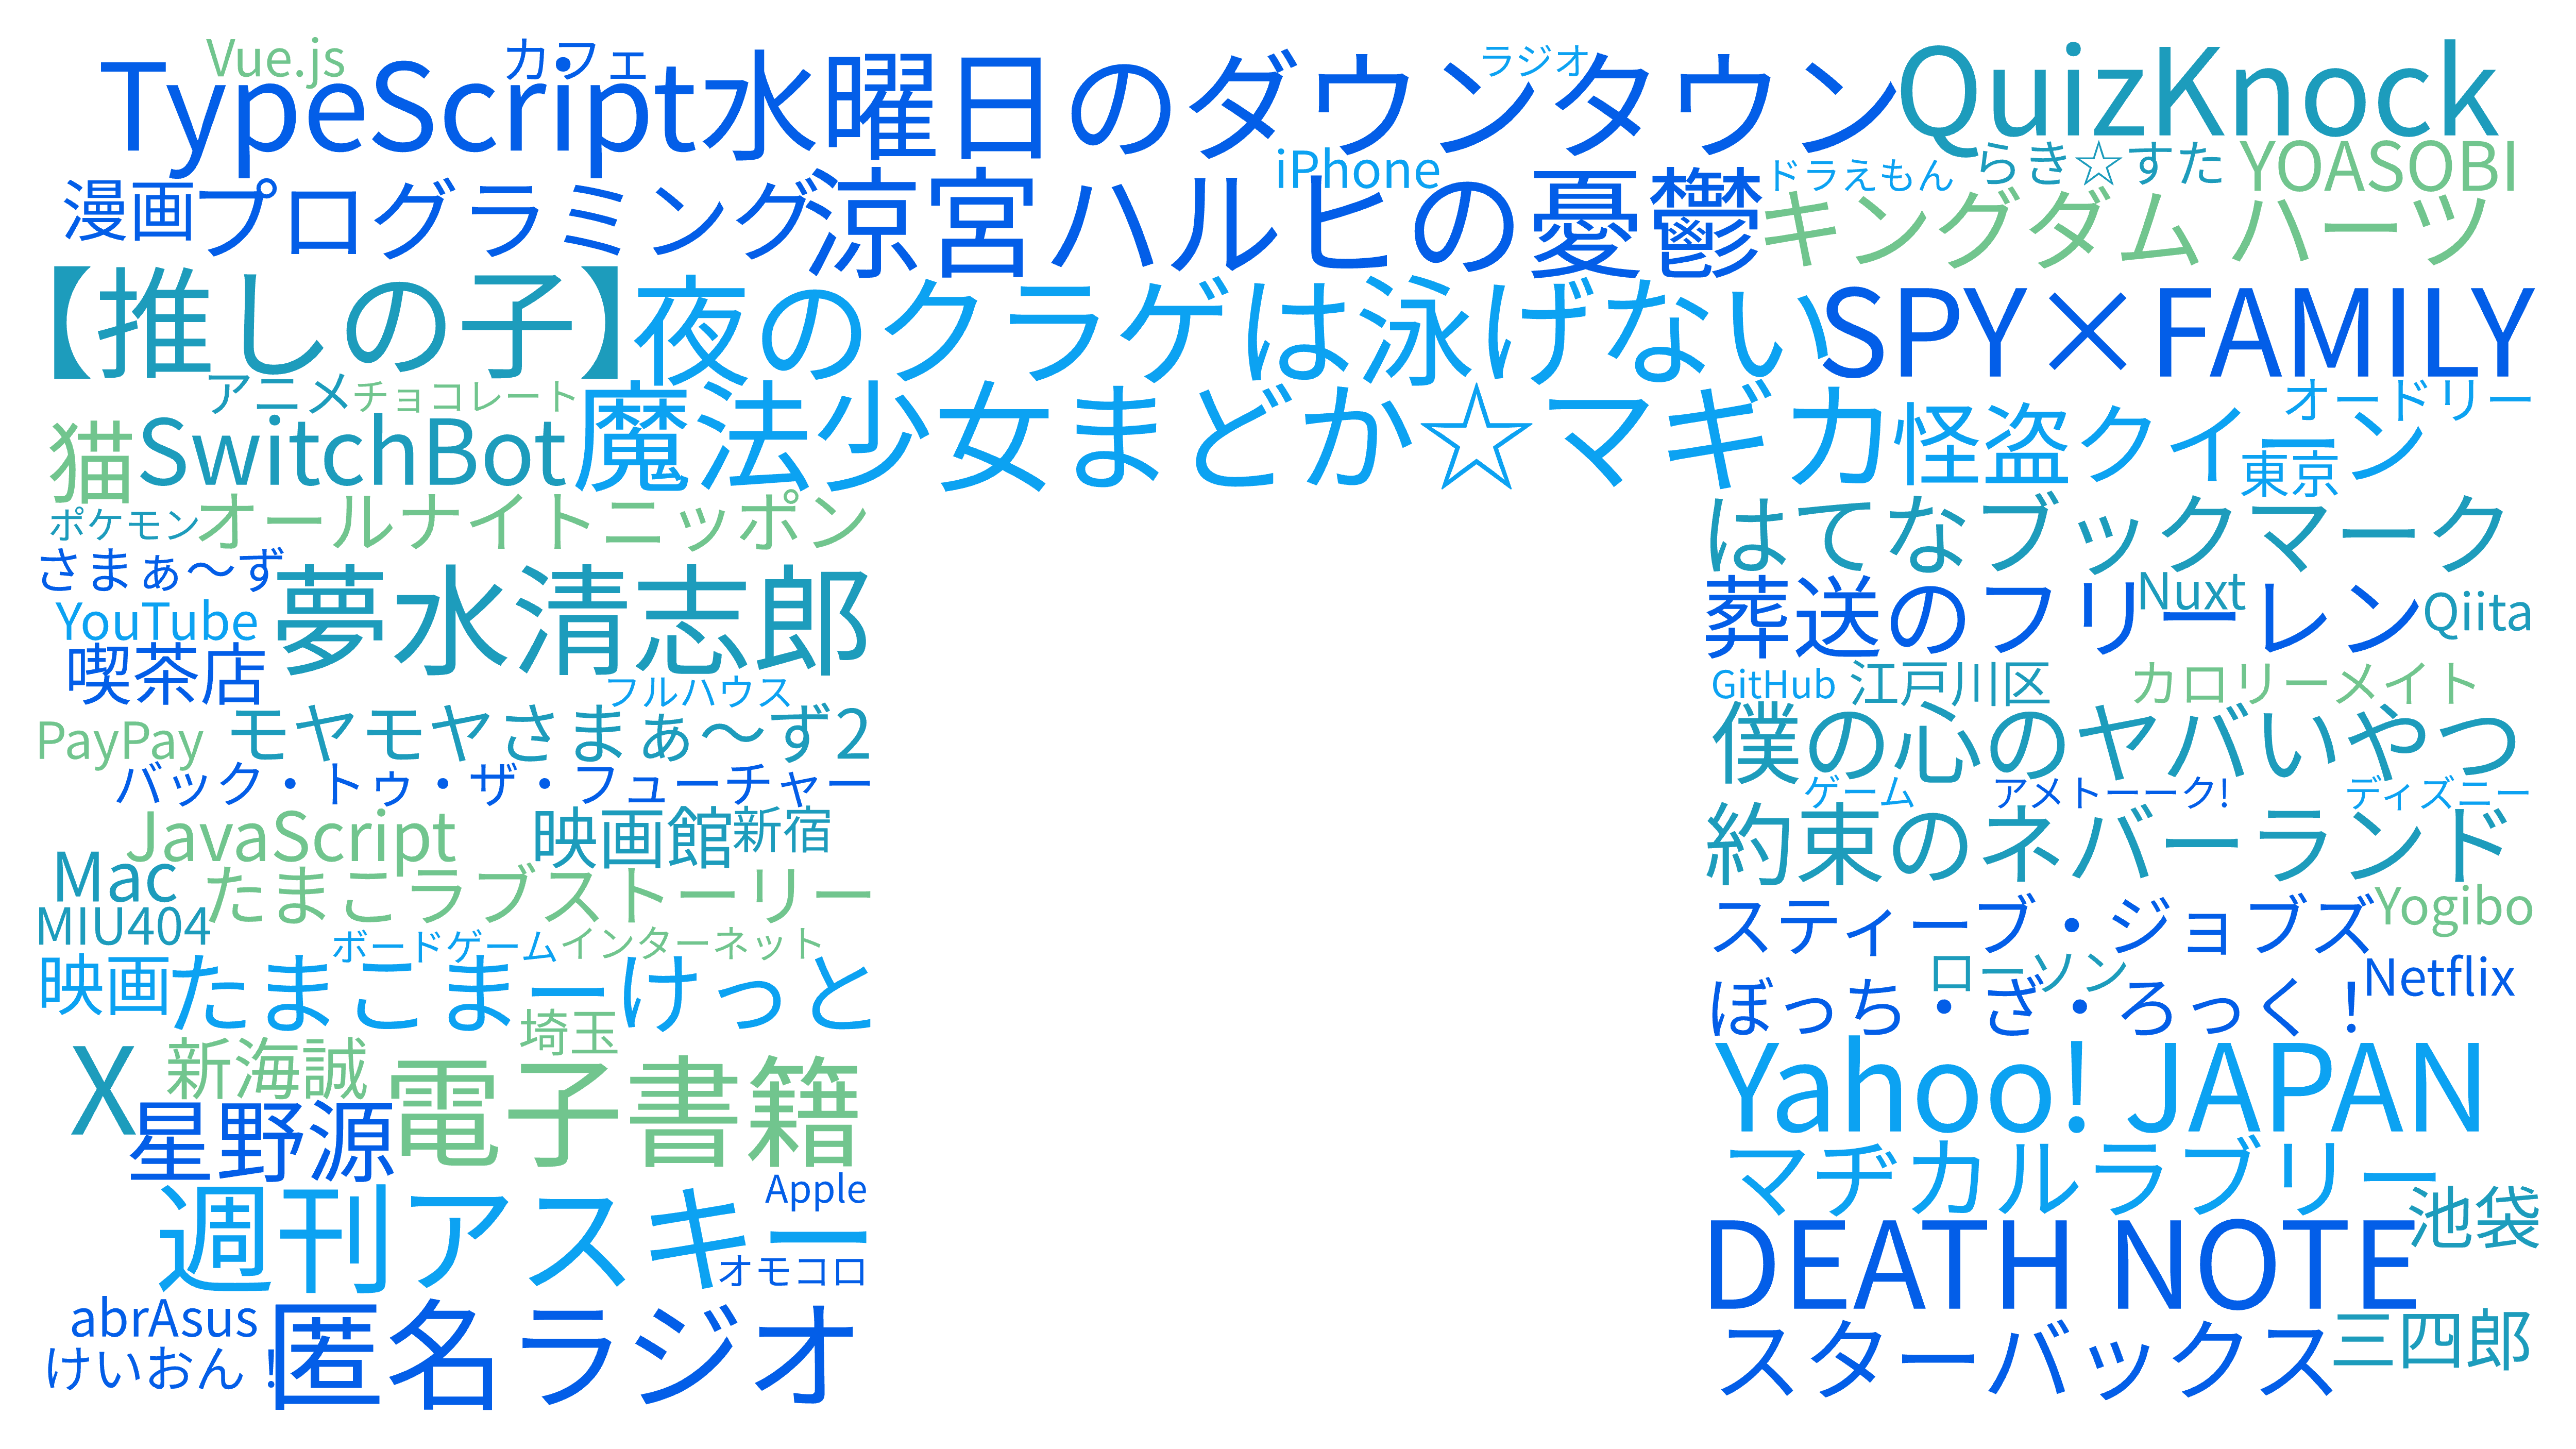 Vue.js
カフェ
ラジオ
TypeScript
水曜日のダウンタウン
QuizKnock
iPhone
ドラえもん
らき☆すた
YOASOBI
漫画
プログラミング
涼宮ハルヒの憂鬱
キングダム ハーツ
【推しの子】
夜のクラゲは泳げない
SPY×FAMILY
アニメ
チョコレート
オードリー
猫
SwitchBot
魔法少女まどか☆マギカ
怪盗クイーン
東京
ポケモン
オールナイトニッポン
はてなブックマーク
さまぁ～ず
夢水清志郎
葬送のフリーレン
Nuxt
Qiita
YouTube
喫茶店
フルハウス
GitHub
江戸川区
カロリーメイト
PayPay
モヤモヤさまぁ～ず2
僕の心のヤバいやつ
バック・トゥ・ザ・フューチャー
ゲーム
アメトーーク!
ディズニー
JavaScript
映画館
新宿
約束のネバーランド
Mac
たまこラブストーリー
スティーブ・ジョブズ
Yogibo
MIU404
ボードゲーム
インターネット
ローソン
映画
たまこまーけっと
ぼっち・ざ・ろっく！
Netflix
埼玉
X
新海誠
電子書籍
Yahoo! JAPAN
星野源
マヂカルラブリー
Apple
池袋
週刊アスキー
DEATH NOTE
オモコロ
abrAsus
匿名ラジオ
スターバックス
三四郎
けいおん！